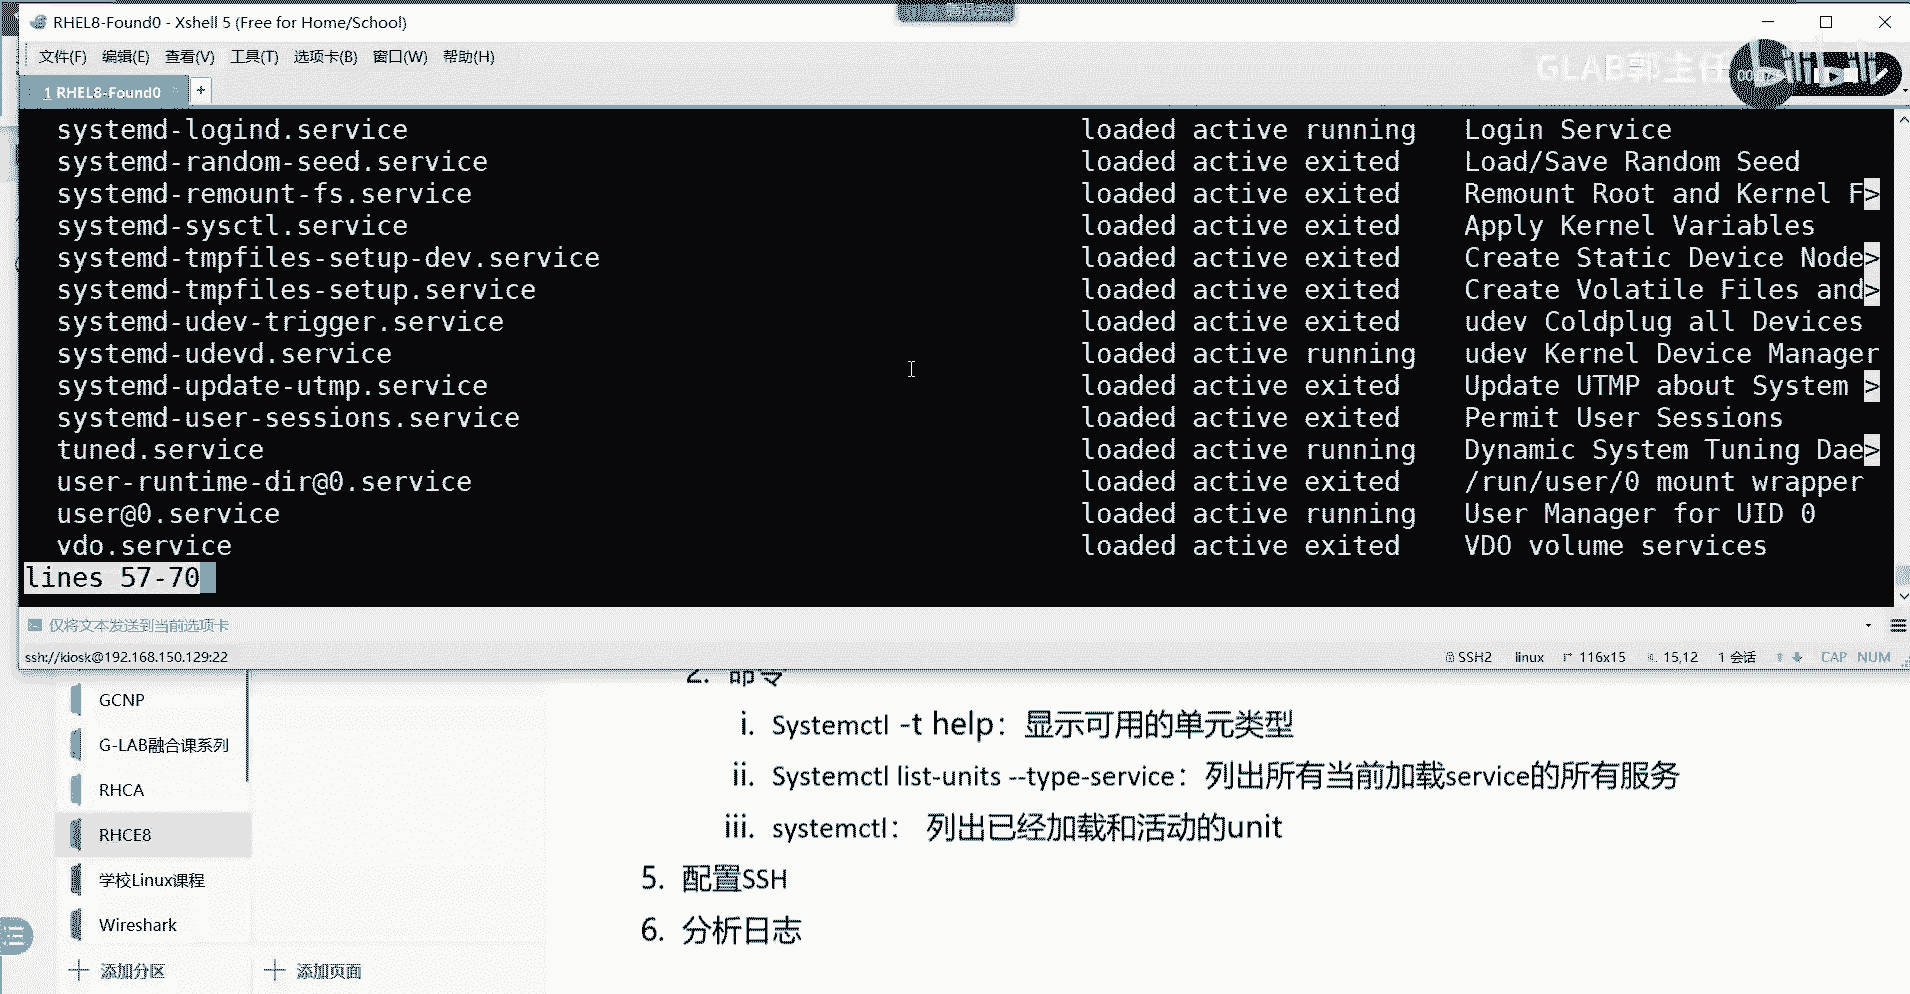 RHEL8-Found0 - Xshell 5 (Free for Home/School)
文件(F) 编辑(E) 查看(V) 工具(T) 选项卡(B) 窗口(W) 帮助(H)
GLAB郭主任
bilibili
1 RHEL8-Found0 +
systemd-logind.service loaded active running Login Service
systemd-random-seed.service loaded active exited Load/Save Random Seed
systemd-remount-fs.service loaded active exited Remount Root and Kernel F>
systemd-sysctl.service loaded active exited Apply Kernel Variables
systemd-tmpfiles-setup-dev.service loaded active exited Create Static Device Node>
systemd-tmpfiles-setup.service loaded active exited Create Volatile Files and>
systemd-udev-trigger.service loaded active exited udev Coldplug all Devices
systemd-udevd.service loaded active running udev Kernel Device Manager
systemd-update-utmp.service loaded active exited Update UTMP about System >
systemd-user-sessions.service loaded active exited Permit User Sessions
tuned.service loaded active running Dynamic System Tuning Dae>
user-runtime-dir@0.service loaded active exited /run/user/0 mount wrapper
user@0.service loaded active running User Manager for UID 0
vdo.service loaded active exited VDO volume services
lines 57-70
仅将文本发送到当前选项卡
ssh://kiosk@192.168.150.129:22 SSH2 linux 116x15 15,12 1 会话 CAP NUM
2. 命令
i. Systemctl -t help：显示可用的单元类型
ii. Systemctl list-units --type-service：列出所有当前加载service的所有服务
iii. systemctl： 列出已经加载和活动的unit
5. 配置SSH
6. 分析日志
GCNP
G-LAB融合课系列
RHCA
RHCE8
学校Linux课程
Wireshark
添加分区 添加页面